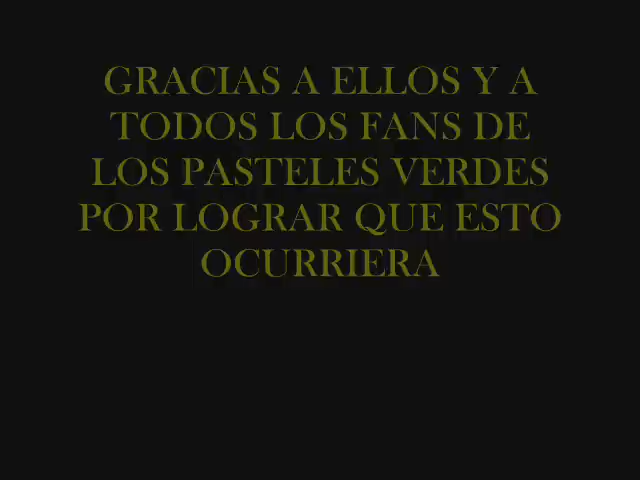 GRACIAS A ELLOS Y A
TODOS LOS FANS DE
LOS PASTELES VERDES
POR LOGRAR QUE ESTO
OCURRIERA